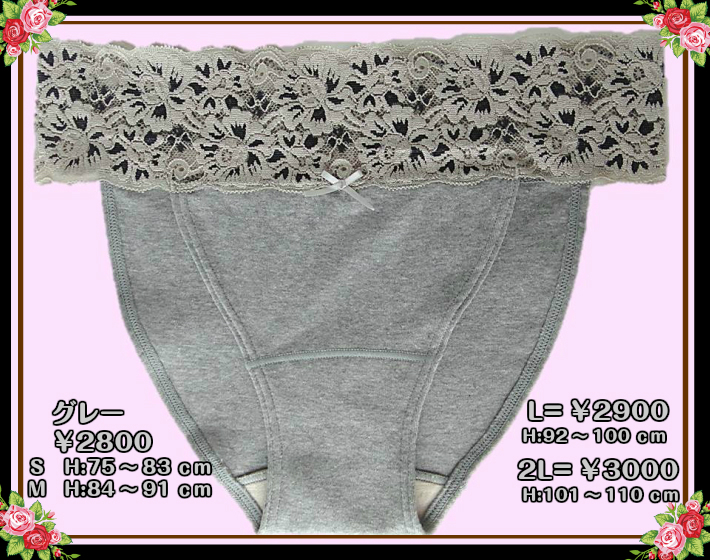 グレー
￥2800
S H:75～83 cm
M H:84～91 cm
L=￥2900
H:92～100 cm
2L=￥3000
H:101～110 cm